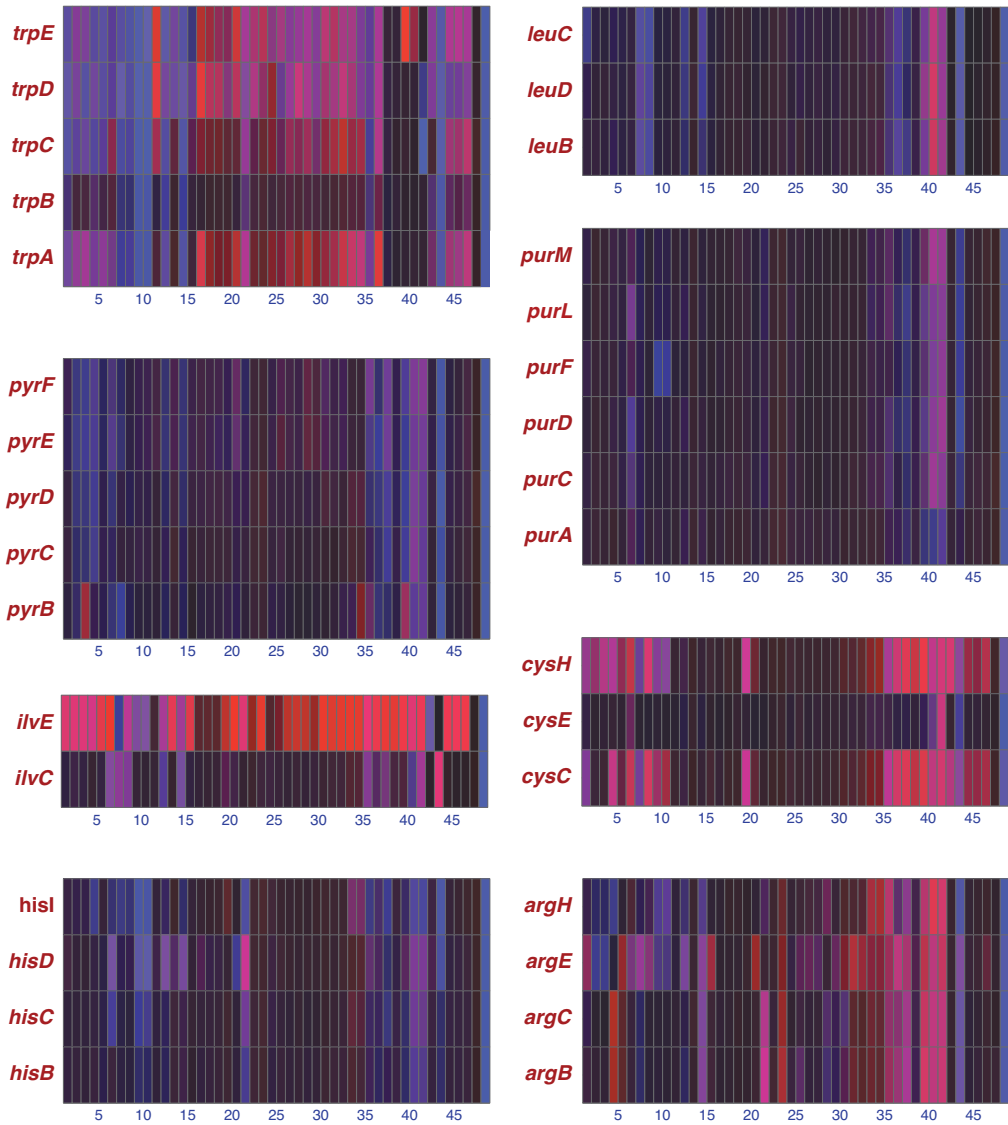 trpE
trpD
trpC
trpB
trpA
5 10 15 20 25 30 35 40 45
pyrF
pyrE
pyrD
pyrC
pyrB
5 10 15 20 25 30 35 40 45
ilvE
ilvC
5 10 15 20 25 30 35 40 45
hisI
hisD
hisC
hisB
5 10 15 20 25 30 35 40 45
leuC
leuD
leuB
5 10 15 20 25 30 35 40 45
purM
purL
purF
purD
purC
purA
5 10 15 20 25 30 35 40 45
cysH
cysE
cysC
5 10 15 20 25 30 35 40 45
argH
argE
argC
argB
5 10 15 20 25 30 35 40 45